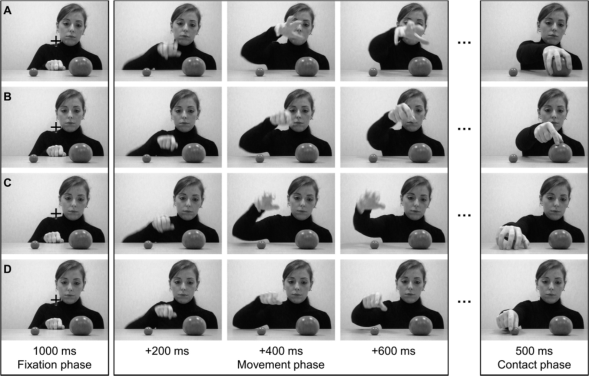 A
B
C
D
... 
...
...
...
1000 ms +200 ms +400 ms +600 ms 500 ms
Fixation phase Movement phase Contact phase